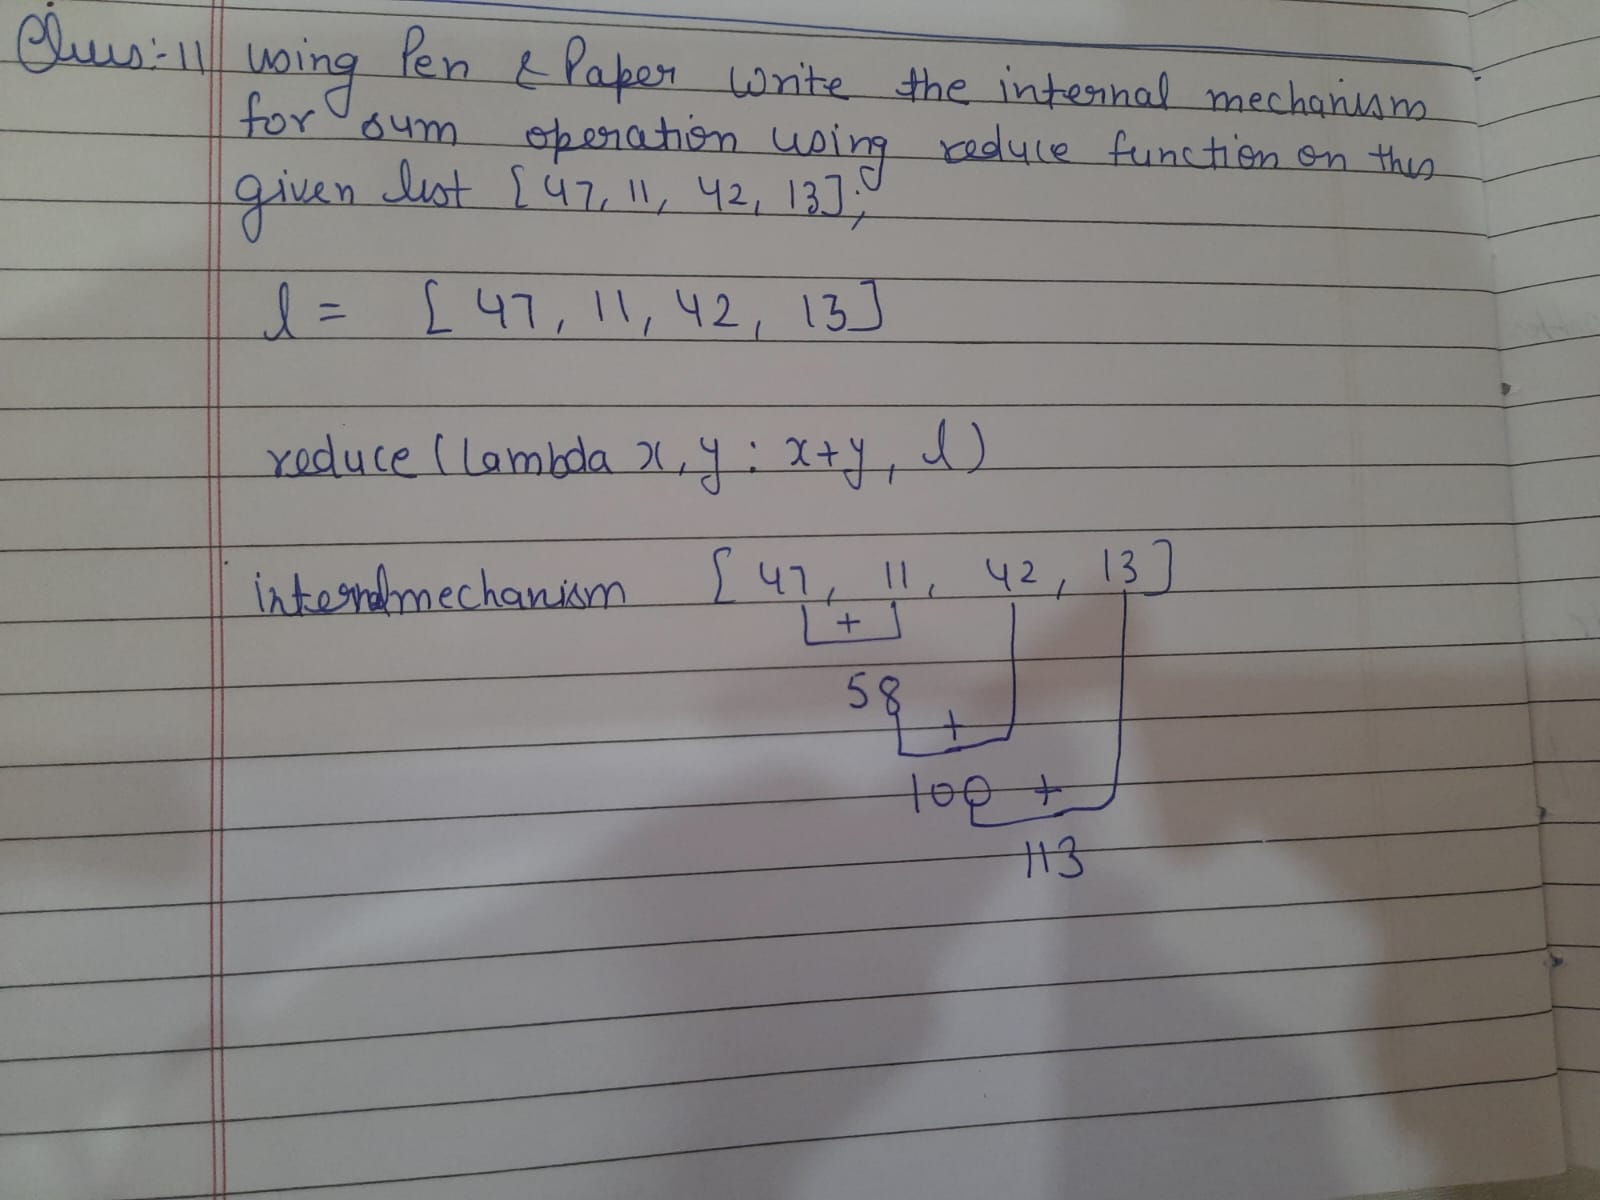 Ques:- 11 using Pen & Paper write the internal mechanism
for sum operation using reduce function on this
given list [47, 11, 42, 13];
l = [47, 11, 42, 13]
reduce (lambda x, y : x+y, l)
internal mechanism [47, 11, 42, 13]
+
58
+
100 +
113